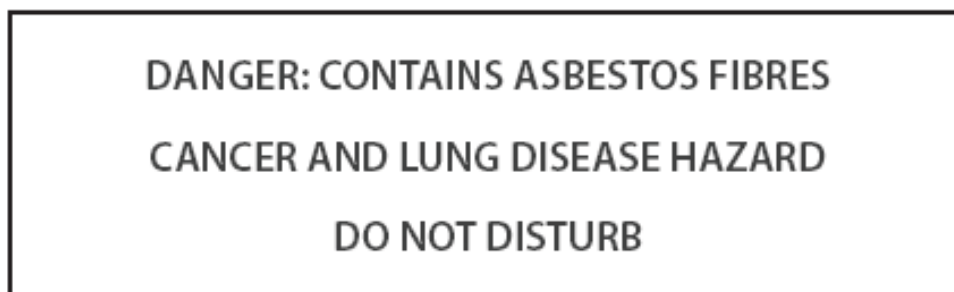 DANGER: CONTAINS ASBESTOS FIBRES
CANCER AND LUNG DISEASE HAZARD
DO NOT DISTURB